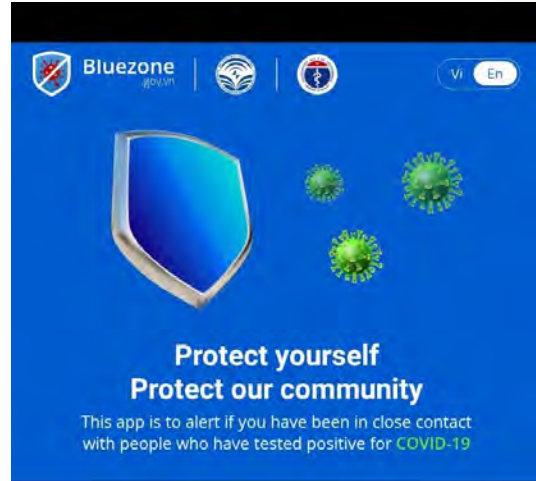 Bluezone
.gov.vn
Vi En
Protect yourself
Protect our community
This app is to alert if you have been in close contact
with people who have tested positive for COVID-19